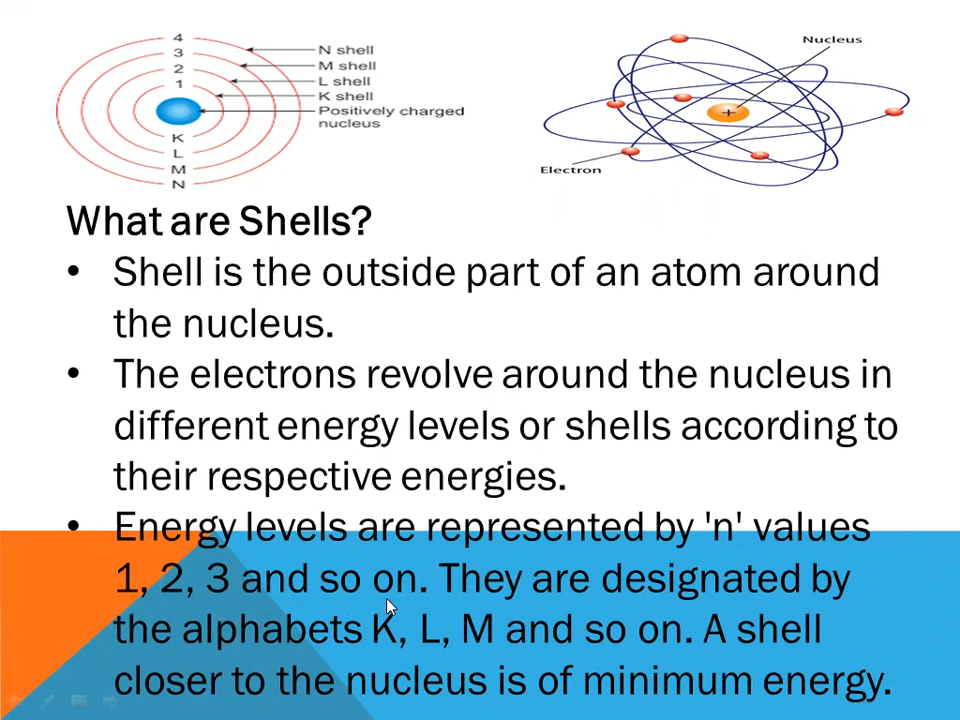 4
3
2
1
K
L
M
N
N shell
M shell
L shell
K shell
Positively charged
nucleus
Nucleus
+
Electron
What are Shells?
• Shell is the outside part of an atom around
the nucleus.
• The electrons revolve around the nucleus in
different energy levels or shells according to
their respective energies.
• Energy levels are represented by 'n' values
1, 2, 3 and so on. They are designated by
the alphabets K, L, M and so on. A shell
closer to the nucleus is of minimum energy.